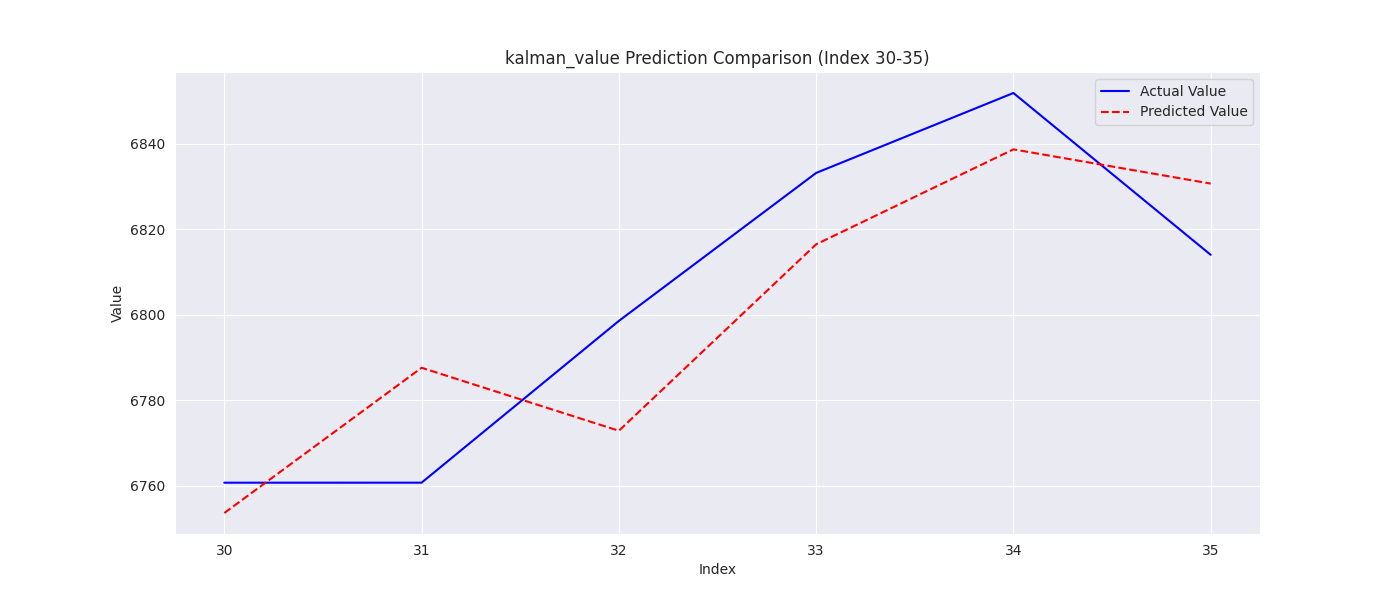 kalman_value Prediction Comparison (Index 30-35)
Actual Value
Predicted Value
6840
6820
6800
6780
6760
Value
30 31 32 33 34 35
Index